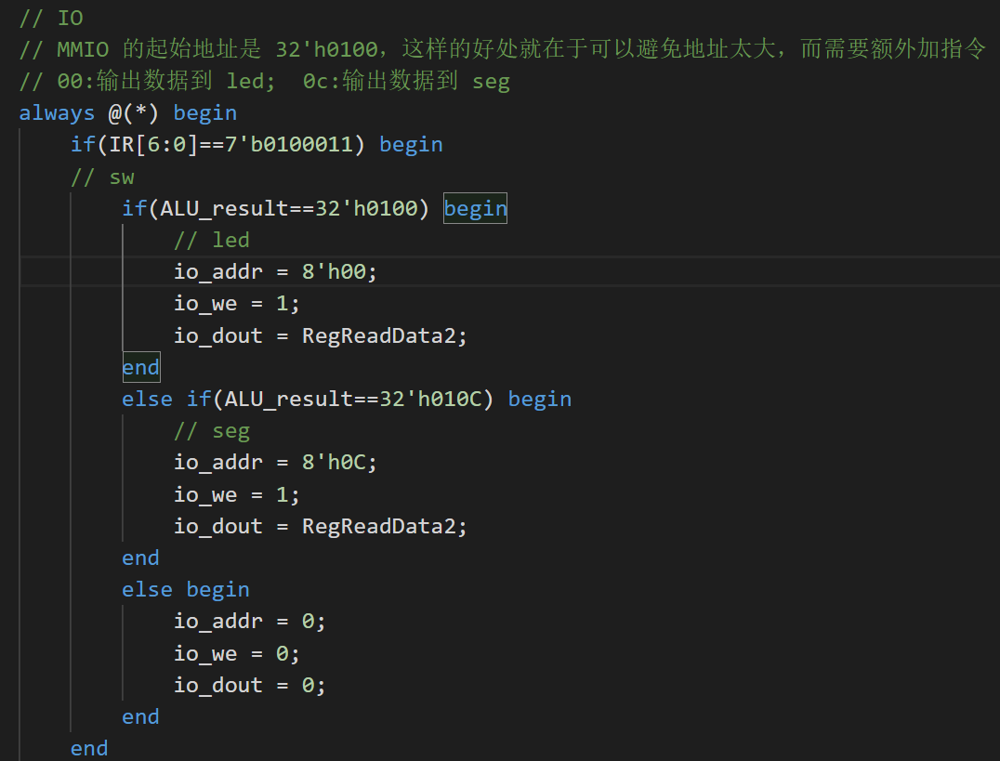 // IO
// MMIO 的起始地址是 32'h0100，这样的好处就在于可以避免地址太大，而需要额外加指令
// 00:输出数据到 led;  0c:输出数据到 seg
always @(*) begin
    if(IR[6:0]==7'b0100011) begin
    // sw
        if(ALU_result==32'h0100) begin
            // led
            io_addr = 8'h00;
            io_we = 1;
            io_dout = RegReadData2;
        end
        else if(ALU_result==32'h010C) begin
            // seg
            io_addr = 8'h0C;
            io_we = 1;
            io_dout = RegReadData2;
        end
        else begin
            io_addr = 0;
            io_we = 0;
            io_dout = 0;
        end
    end